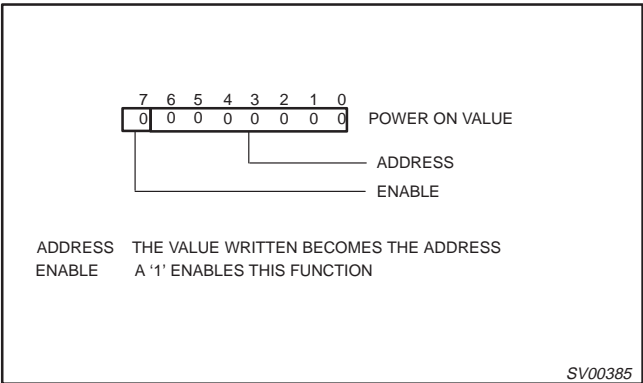 7 6 5 4 3 2 1 0
0 0 0 0 0 0 0 0 POWER ON VALUE
ADDRESS
ENABLE
ADDRESS THE VALUE WRITTEN BECOMES THE ADDRESS
ENABLE A ‘1’ ENABLES THIS FUNCTION
SV00385